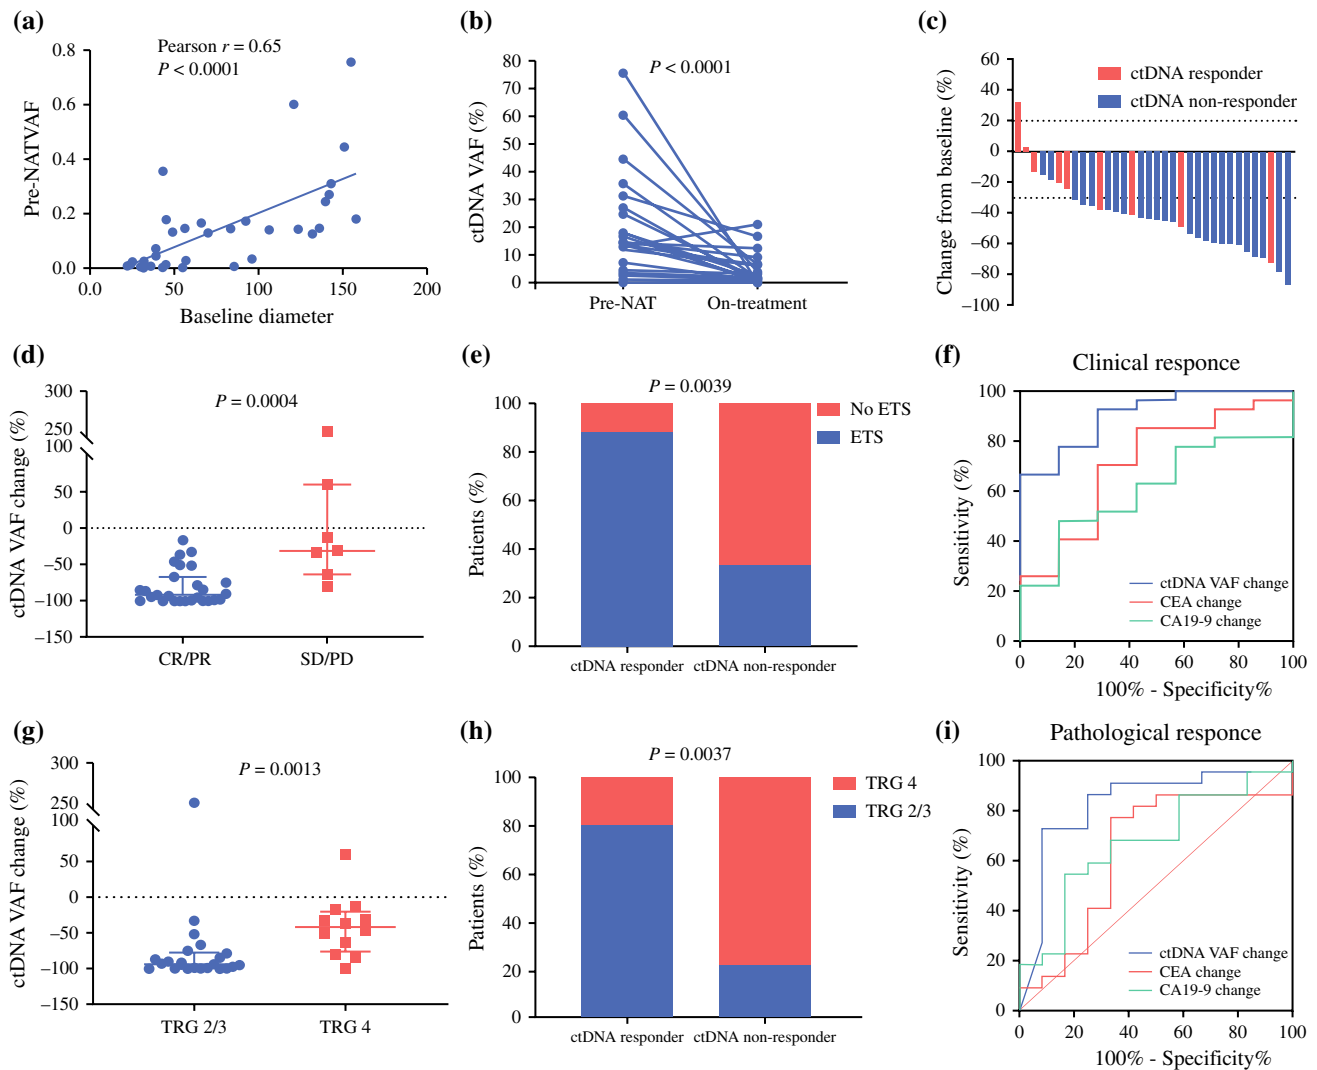 (a)
Pearson r = 0.65
P < 0.0001
Pre-NATVAF
0.8
0.6
0.4
0.2
0.0
0.0 50 100 150 200
Baseline diameter
(b)
P < 0.0001
ctDNA VAF (%)
80
70
60
50
40
30
20
10
0
Pre-NAT On-treatment
(c)
ctDNA responder
ctDNA non-responder
Change from baseline (%)
60
40
20
0
−20
−40
−60
−80
−100
(d)
P = 0.0004
ctDNA VAF change (%)
300
250
100
50
0
−50
−100
−150
CR/PR SD/PD
(e)
P = 0.0039
No ETS
ETS
Patients (%)
100
80
60
40
20
0
ctDNA responder ctDNA non-responder
(f)
Clinical responce
Sensitivity (%)
100
80
60
40
20
0
ctDNA VAF change
CEA change
CA19-9 change
0 20 40 60 80 100
100% - Specificity%
(g)
P = 0.0013
ctDNA VAF change (%)
300
250
100
50
0
−50
−100
−150
TRG 2/3 TRG 4
(h)
P = 0.0037
TRG 4
TRG 2/3
Patients (%)
100
80
60
40
20
0
ctDNA responder ctDNA non-responder
(i)
Pathological responce
Sensitivity (%)
100
80
60
40
20
0
ctDNA VAF change
CEA change
CA19-9 change
0 20 40 60 80 100
100% - Specificity%